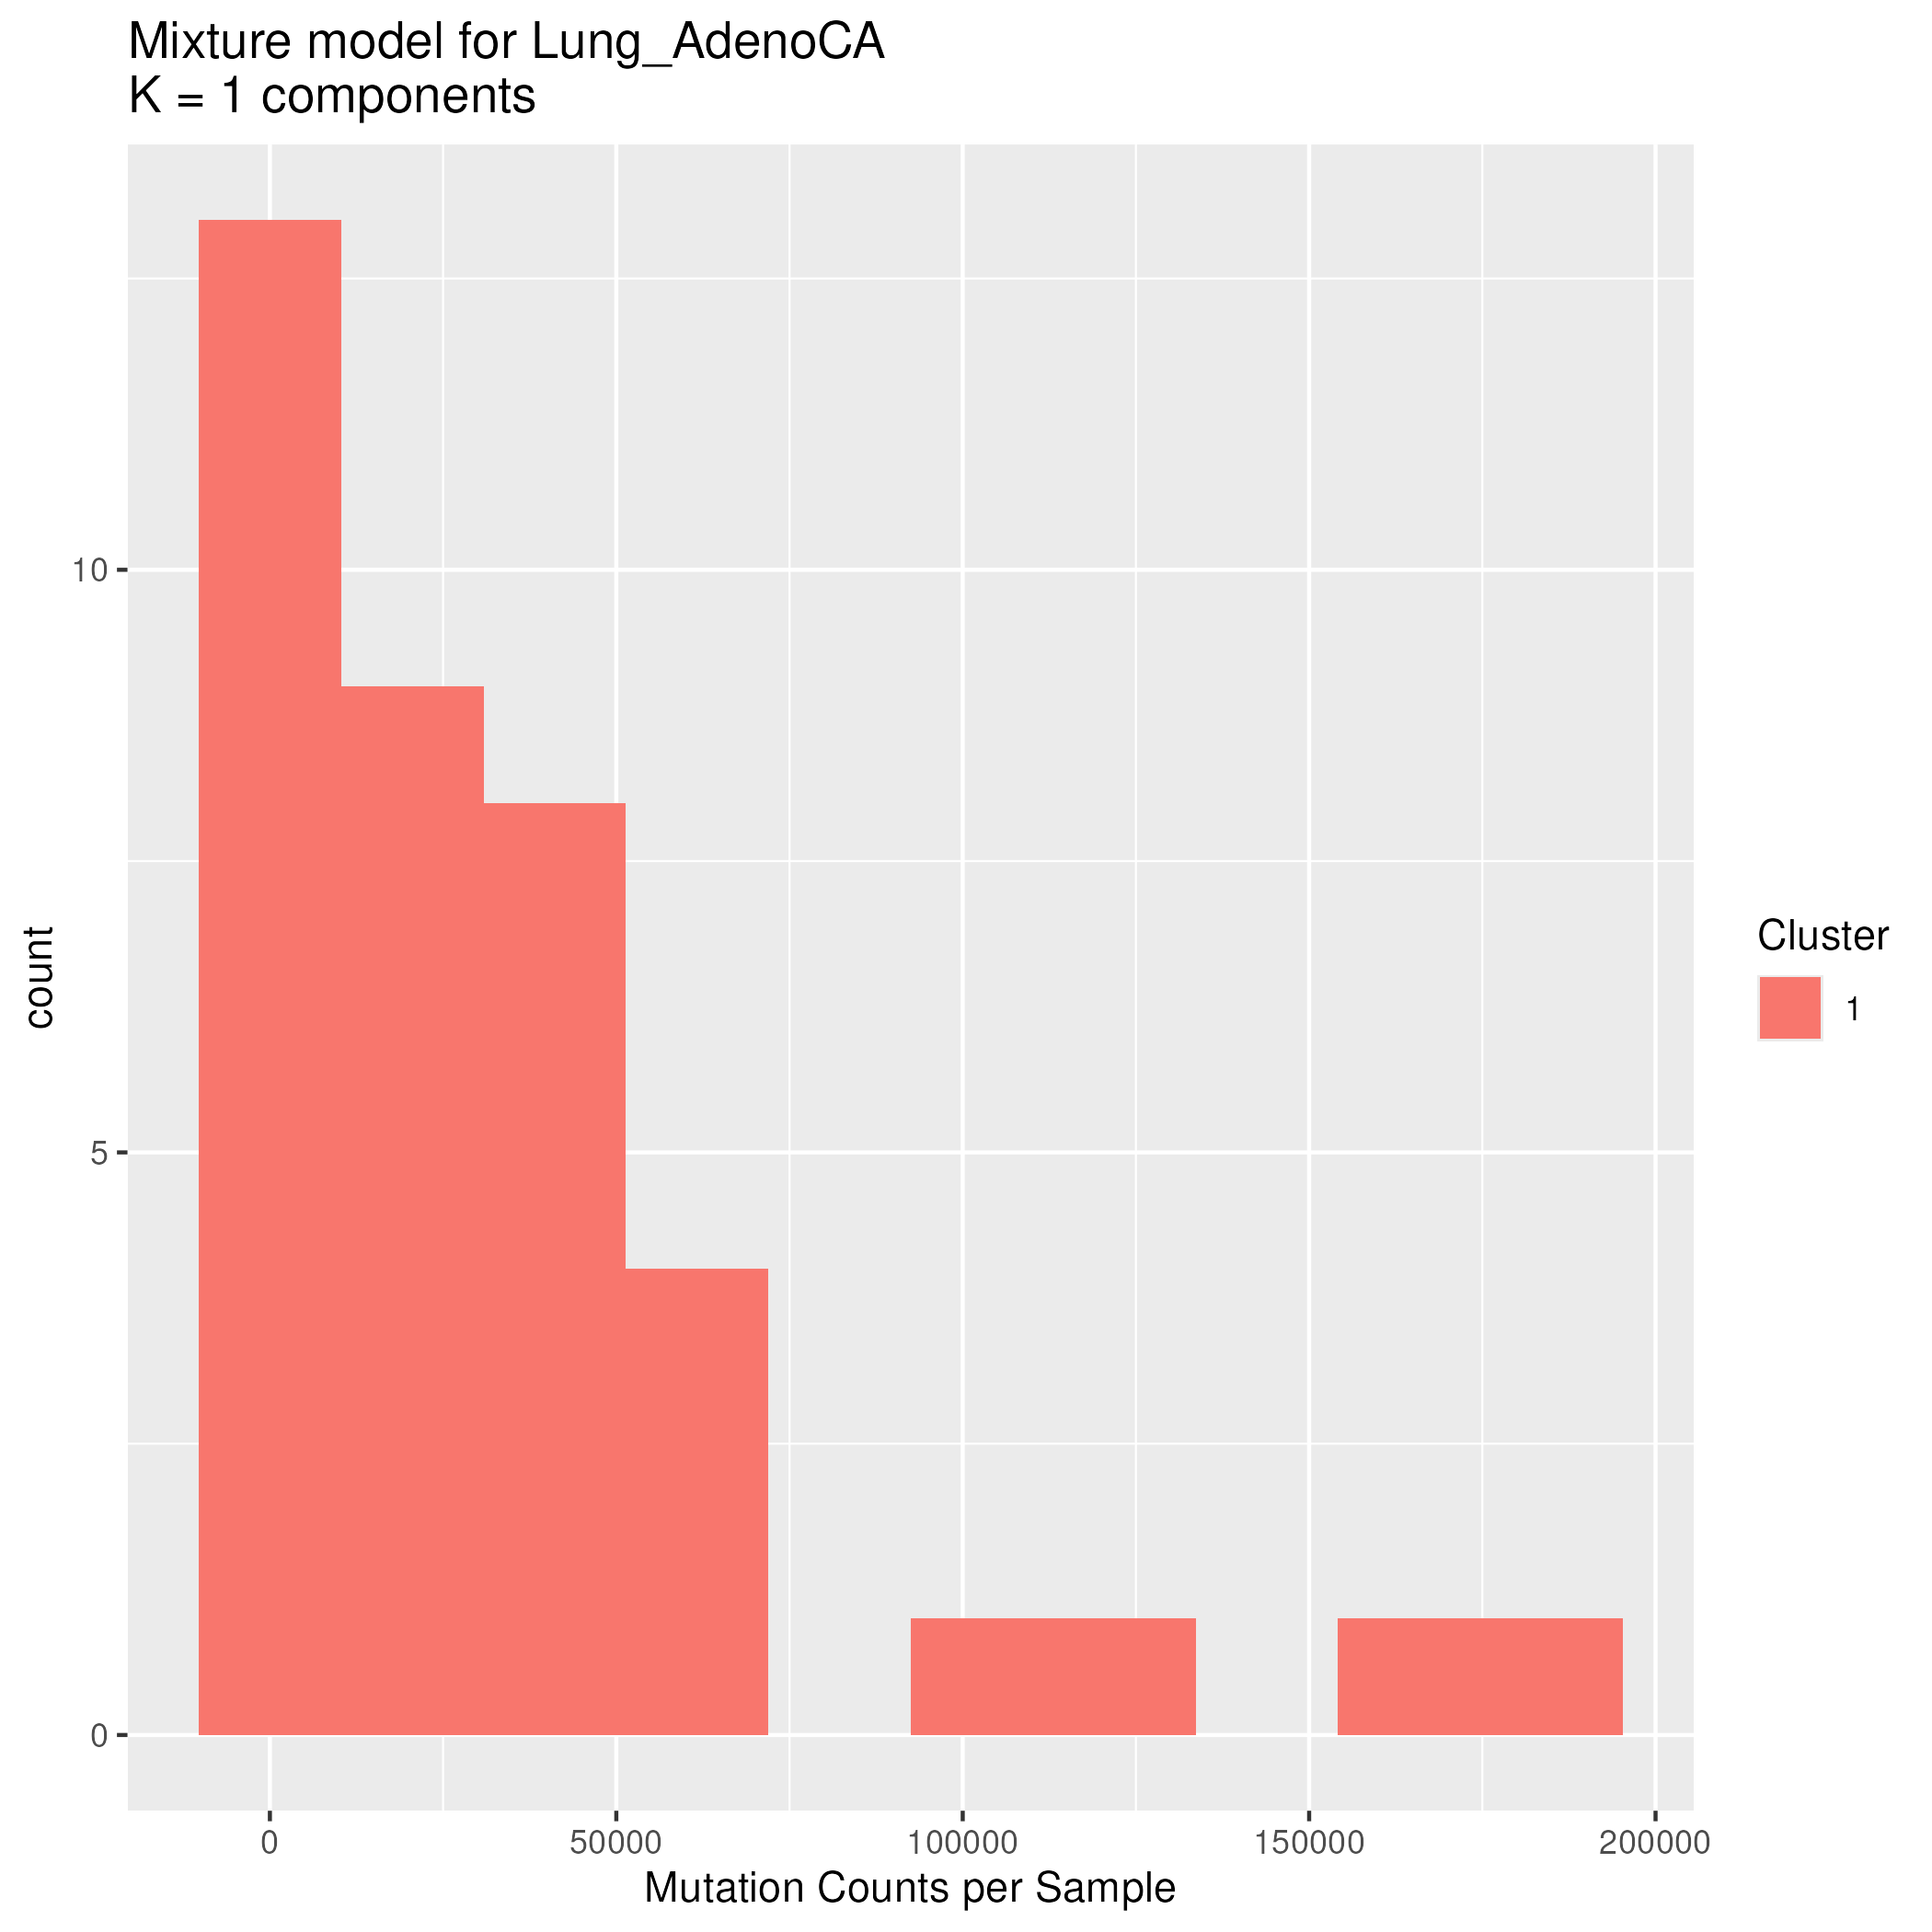 Mixture model for Lung_AdenoCA
K = 1 components
count
10
5
0
0
50000
100000
150000
200000
Mutation Counts per Sample
Cluster
1